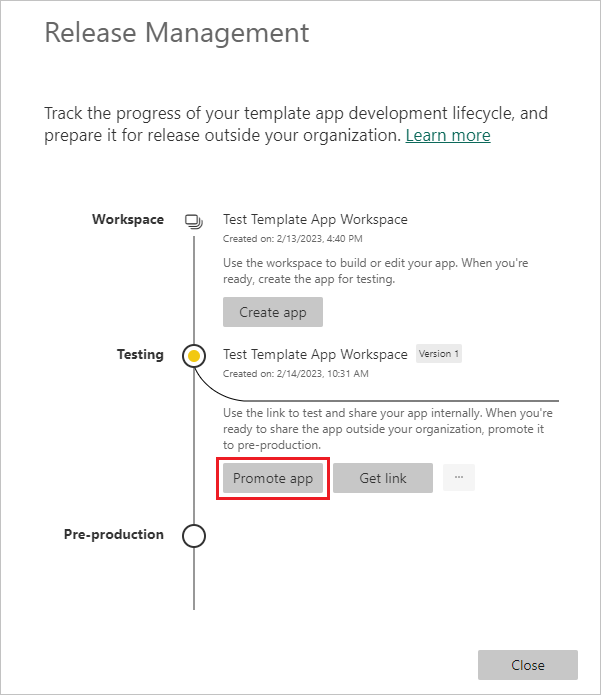 Release Management
Track the progress of your template app development lifecycle, and
prepare it for release outside your organization. Learn more
Workspace
Test Template App Workspace
Created on: 2/13/2023, 4:40 PM
Use the workspace to build or edit your app. When you're
ready, create the app for testing.
Create app
Testing
Test Template App Workspace Version 1
Created on: 2/14/2023, 10:31 AM
Use the link to test and share your app internally. When you're
ready to share the app outside your organization, promote it
to pre-production.
Promote app Get link ...
Pre-production
Close